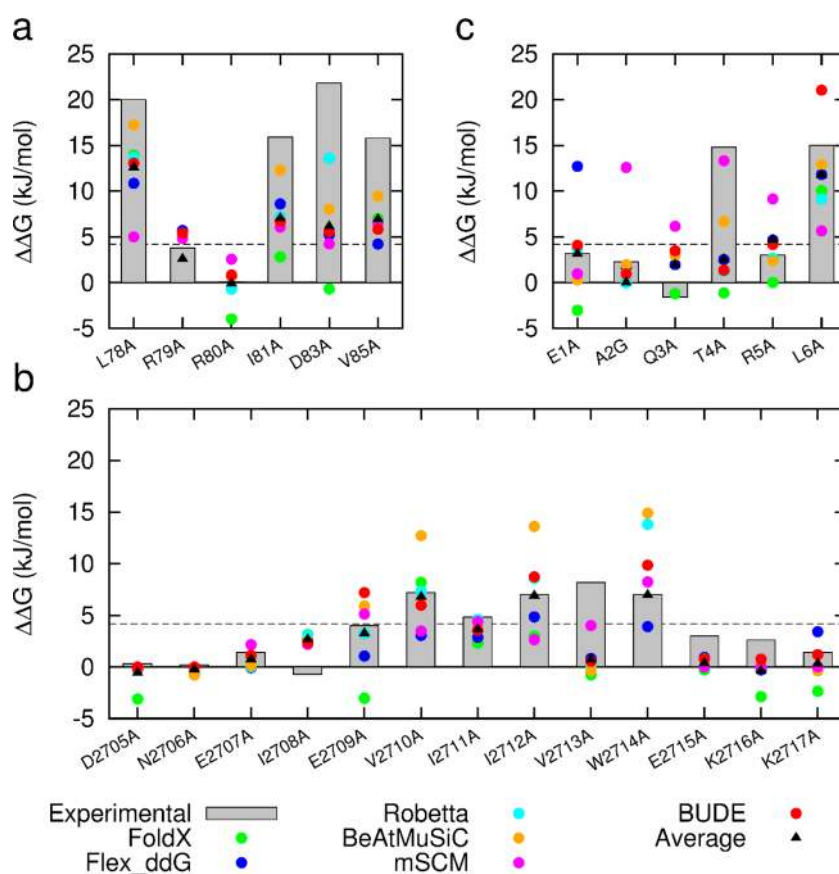 a
ΔΔG (kJ/mol)
25
20
15
10
5
0
-5
L78A
R79A
R80A
I81A
D83A
V85A
c
ΔΔG (kJ/mol)
25
20
15
10
5
0
-5
E1A
A2G
Q3A
T4A
R5A
L6A
b
ΔΔG (kJ/mol)
25
20
15
10
5
0
-5
D2705A
N2706A
E2707A
I2708A
E2709A
V2710A
I2711A
I2712A
V2713A
W2714A
E2715A
K2716A
K2717A
Experimental Robetta BUDE
FoldX BeAtMuSiC Average
Flex_ddG mSCM